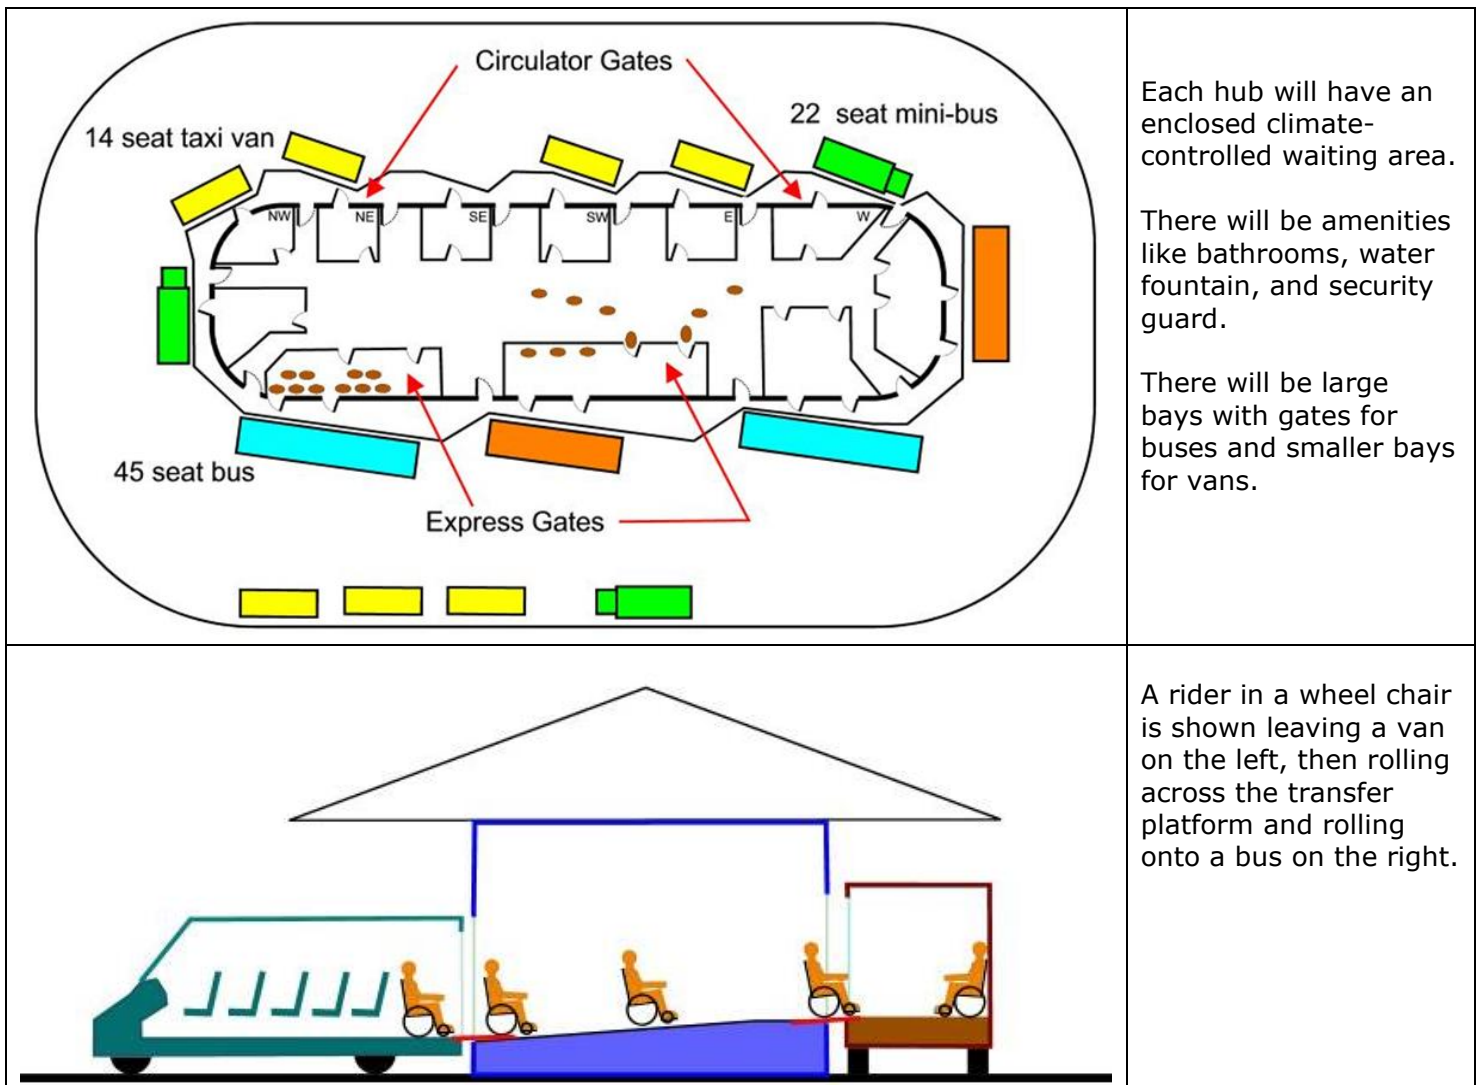 Circulator Gates
14 seat taxi van
22 seat mini-bus
NW
NE
SE
SW
E
W
45 seat bus
Express Gates
Each hub will have an
enclosed climate-
controlled waiting area.
There will be amenities
like bathrooms, water
fountain, and security
guard.
There will be large
bays with gates for
buses and smaller bays
for vans.
A rider in a wheel chair
is shown leaving a van
on the left, then rolling
across the transfer
platform and rolling
onto a bus on the right.